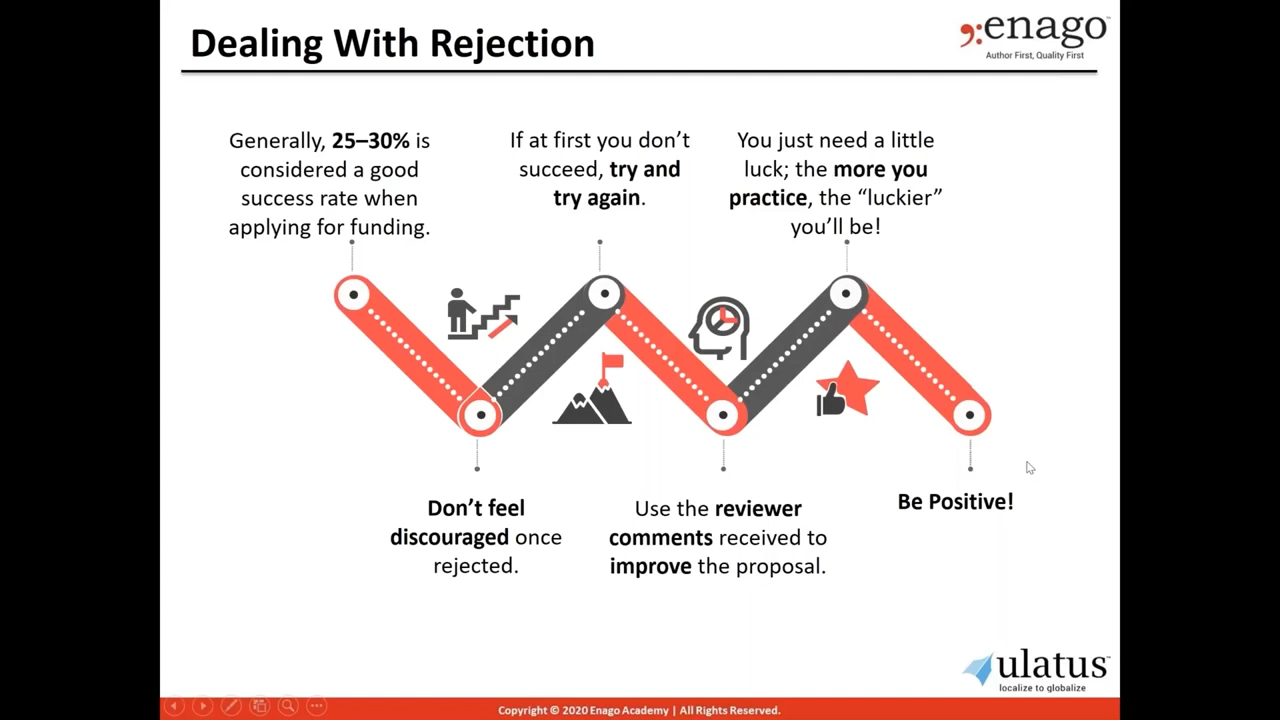 Dealing With Rejection
enago™
Author First, Quality First
Generally, 25–30% is
considered a good
success rate when
applying for funding.
If at first you don’t
succeed, try and
try again.
You just need a little
luck; the more you
practice, the “luckier”
you’ll be!
Don’t feel
discouraged once
rejected.
Use the reviewer
comments received to
improve the proposal.
Be Positive!
ulatus™
localize to globalize
Copyright © 2020 Enago Academy | All Rights Reserved.